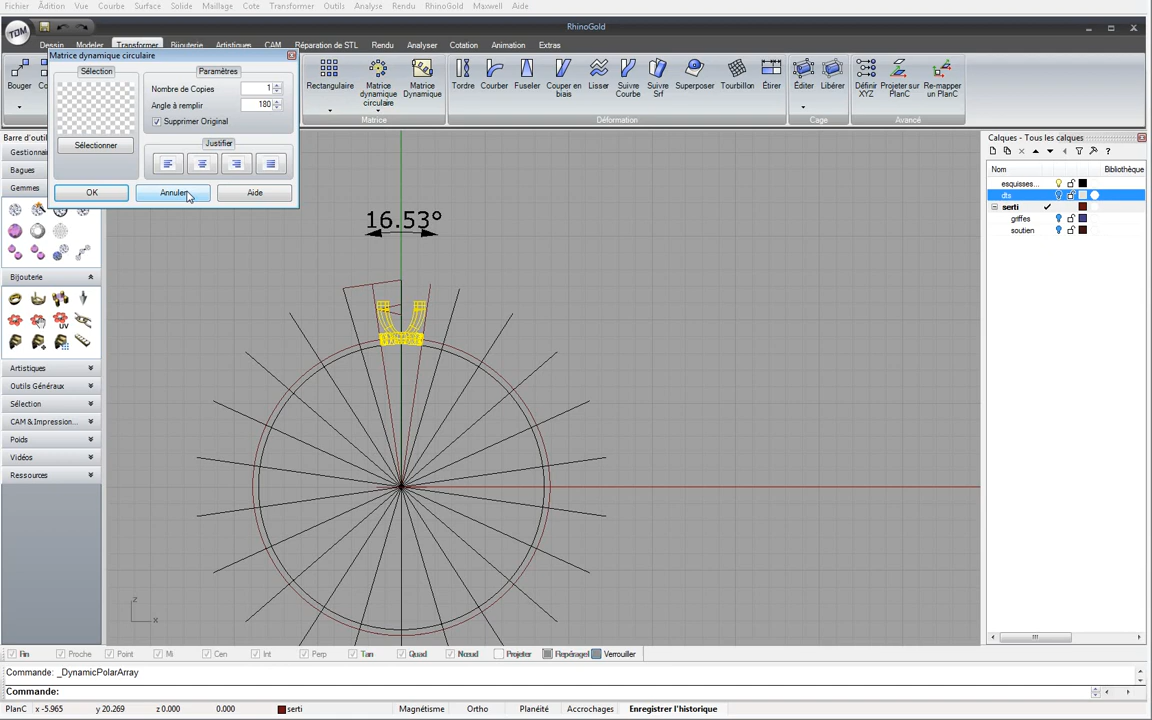 Fichier Ādition Vue Courbe Surface Solide Maillage Cote Transformer Outils Analyse Rendu RhinoGold Maxwell Aide
TDM RhinoGold
Dessin Modeler Transformer Bijouterie Artistiques CAM Réparation de STL Rendu Analyser Cotation Animation Extras
Matrice dynamique circulaire
Sélection
Sélectionner
Paramètres
Nombre de Copies 1
Angle à remplir 180
Supprimer Original
Justifier
OK Annuler Aide
Bouger
Rectangulaire Matrice dynamique circulaire Matrice Dynamique
Matrice
Tordre Courber Fuseler Couper en biais Lisser Suivre Courbe Suivre Srf Superposer Tourbillon Étirer
Déformation
Éditer Libérer
Cage
Définir XYZ Projeter sur PlanC Re-mapper un PlanC
Avancé
Barre d'outi
Gestionnai
Bagues
Gemmes
Bijouterie
UV
Artistiques
Outils Généraux
Sélection
CAM & Impression...
Poids
Vidéos
Ressources
16.53°
z
x
Calques - Tous les calques
Nom Bibliothèque
esquisses...
dts
serti
griffes
soutien
Fin Proche Point Mi Cen Int Perp Tan Quad Nœud Projeter Repéragel Verrouiller
Commande: _DynamicPolarArray
Commande:
PlanC x -5.965 y 20.269 z 0.000 0.000 serti Magnétisme Ortho Planéité Accrochages Enregistrer l'historique